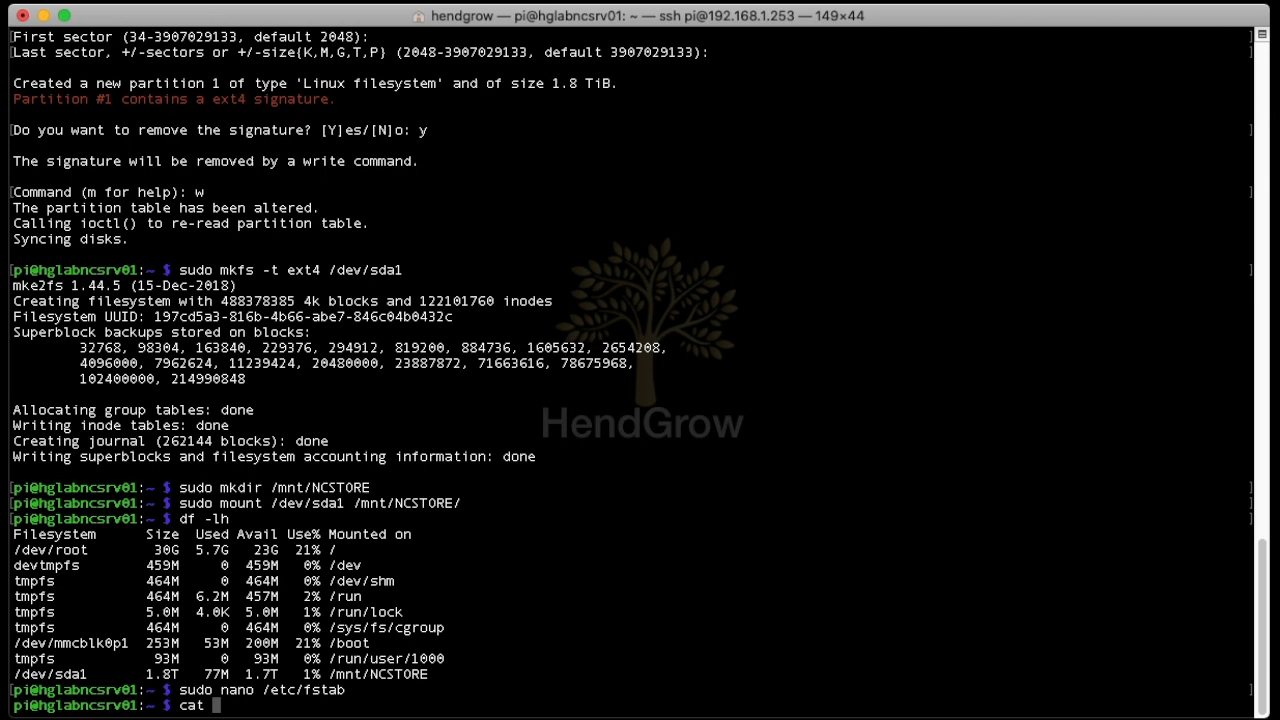 hendgrow — pi@hglabncsrv01: ~ — ssh pi@192.168.1.253 — 149×44
First sector (34-3907029133, default 2048):
Last sector, +/-sectors or +/-size{K,M,G,T,P} (2048-3907029133, default 3907029133):
Created a new partition 1 of type 'Linux filesystem' and of size 1.8 TiB.
Partition #1 contains a ext4 signature.
Do you want to remove the signature? [Y]es/[N]o: y
The signature will be removed by a write command.
Command (m for help): w
The partition table has been altered.
Calling ioctl() to re-read partition table.
Syncing disks.
pi@hglabncsrv01:~ $ sudo mkfs -t ext4 /dev/sda1
mke2fs 1.44.5 (15-Dec-2018)
Creating filesystem with 488378385 4k blocks and 122101760 inodes
Filesystem UUID: 197cd5a3-816b-4b66-abe7-846c04b0432c
Superblock backups stored on blocks:
32768, 98304, 163840, 229376, 294912, 819200, 884736, 1605632, 2654208,
4096000, 7962624, 11239424, 20480000, 23887872, 71663616, 78675968,
102400000, 214990848
Allocating group tables: done
Writing inode tables: done
Creating journal (262144 blocks): done
HendGrow
Writing superblocks and filesystem accounting information: done
pi@hglabncsrv01:~ $ sudo mkdir /mnt/NCSTORE
pi@hglabncsrv01:~ $ sudo mount /dev/sda1 /mnt/NCSTORE/
pi@hglabncsrv01:~ $ df -lh
Filesystem Size Used Avail Use% Mounted on
/dev/root 30G 5.7G 23G 21% /
devtmpfs 459M 0 459M 0% /dev
tmpfs 464M 0 464M 0% /dev/shm
tmpfs 464M 6.2M 457M 2% /run
tmpfs 5.0M 4.0K 5.0M 1% /run/lock
tmpfs 464M 0 464M 0% /sys/fs/cgroup
/dev/mmcblk0p1 253M 53M 200M 21% /boot
tmpfs 93M 0 93M 0% /run/user/1000
/dev/sda1 1.8T 77M 1.7T 1% /mnt/NCSTORE
pi@hglabncsrv01:~ $ sudo nano /etc/fstab
pi@hglabncsrv01:~ $ cat